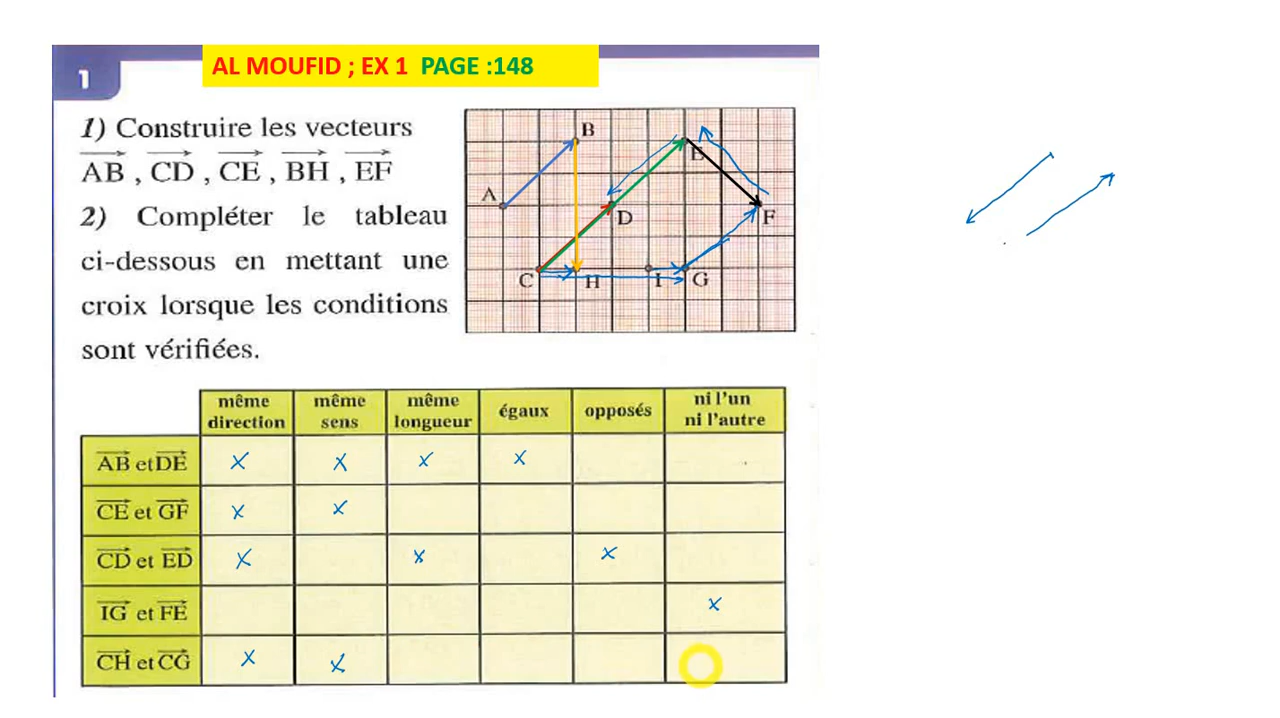 AL MOUFID ; EX 1 PAGE :148
1
1) Construire les vecteurs
AB , CD , CE , BH , EF
2) Compléter le tableau
ci-dessous en mettant une
croix lorsque les conditions
sont vérifiées.
B
E
A
D
F
C
H
I
G
même direction
même sens
même longueur
égaux
opposés
ni l'un ni l'autre
AB et DE x x x x
CE et GF x x
CD et ED x x x
IG et FE x
CH et CG x x